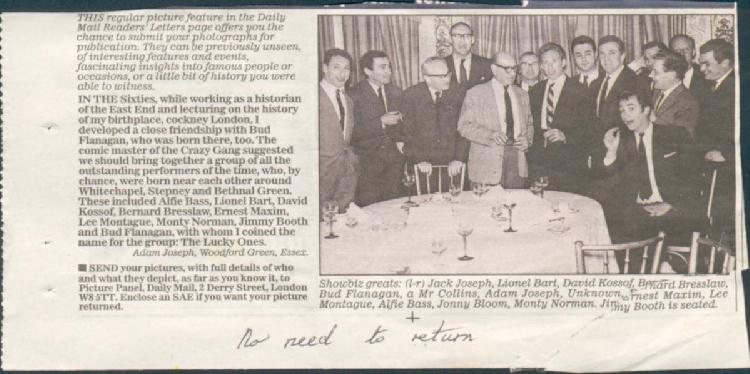 THIS regular picture feature in the Daily
Mail Readers' Letters page offers you the
chance to submit your photographs for
publication. They can be previously unseen,
of interesting features and events,
fascinating insights into famous people or
occasions, or a little bit of history you were
able to witness.
IN THE Sixties, while working as a historian
of the East End and lecturing on the history
of my birthplace, cockney London, I
developed a close friendship with Bud
Flanagan, who was born there, too. The
comic master of the Crazy Gang suggested
we should bring together a group of all the
outstanding performers of the time, who, by
chance, were born near each other around
Whitechapel, Stepney and Bethnal Green.
These included Alfie Bass, Lionel Bart, David
Kossof, Bernard Bresslaw, Ernest Maxim,
Lee Montague, Monty Norman, Jimmy Booth
and Bud Flanagan, with whom I coined the
name for the group: The Lucky Ones.
Adam Joseph, Woodford Green, Essex.
■ SEND your pictures, with full details of who
and what they depict, as far as you know it, to
Picture Panel, Daily Mail, 2 Derry Street, London
W8 5TT. Enclose an SAE if you want your picture
returned.
Showbiz greats: (l-r) Jack Joseph, Lionel Bart, David Kossof, Bernard Bresslaw,
Bud Flanagan, a Mr Collins, Adam Joseph, Unknown, Ernest Maxim, Lee
Montague, Alfie Bass, Jonny Bloom, Monty Norman. Jimmy Booth is seated.
No need to return